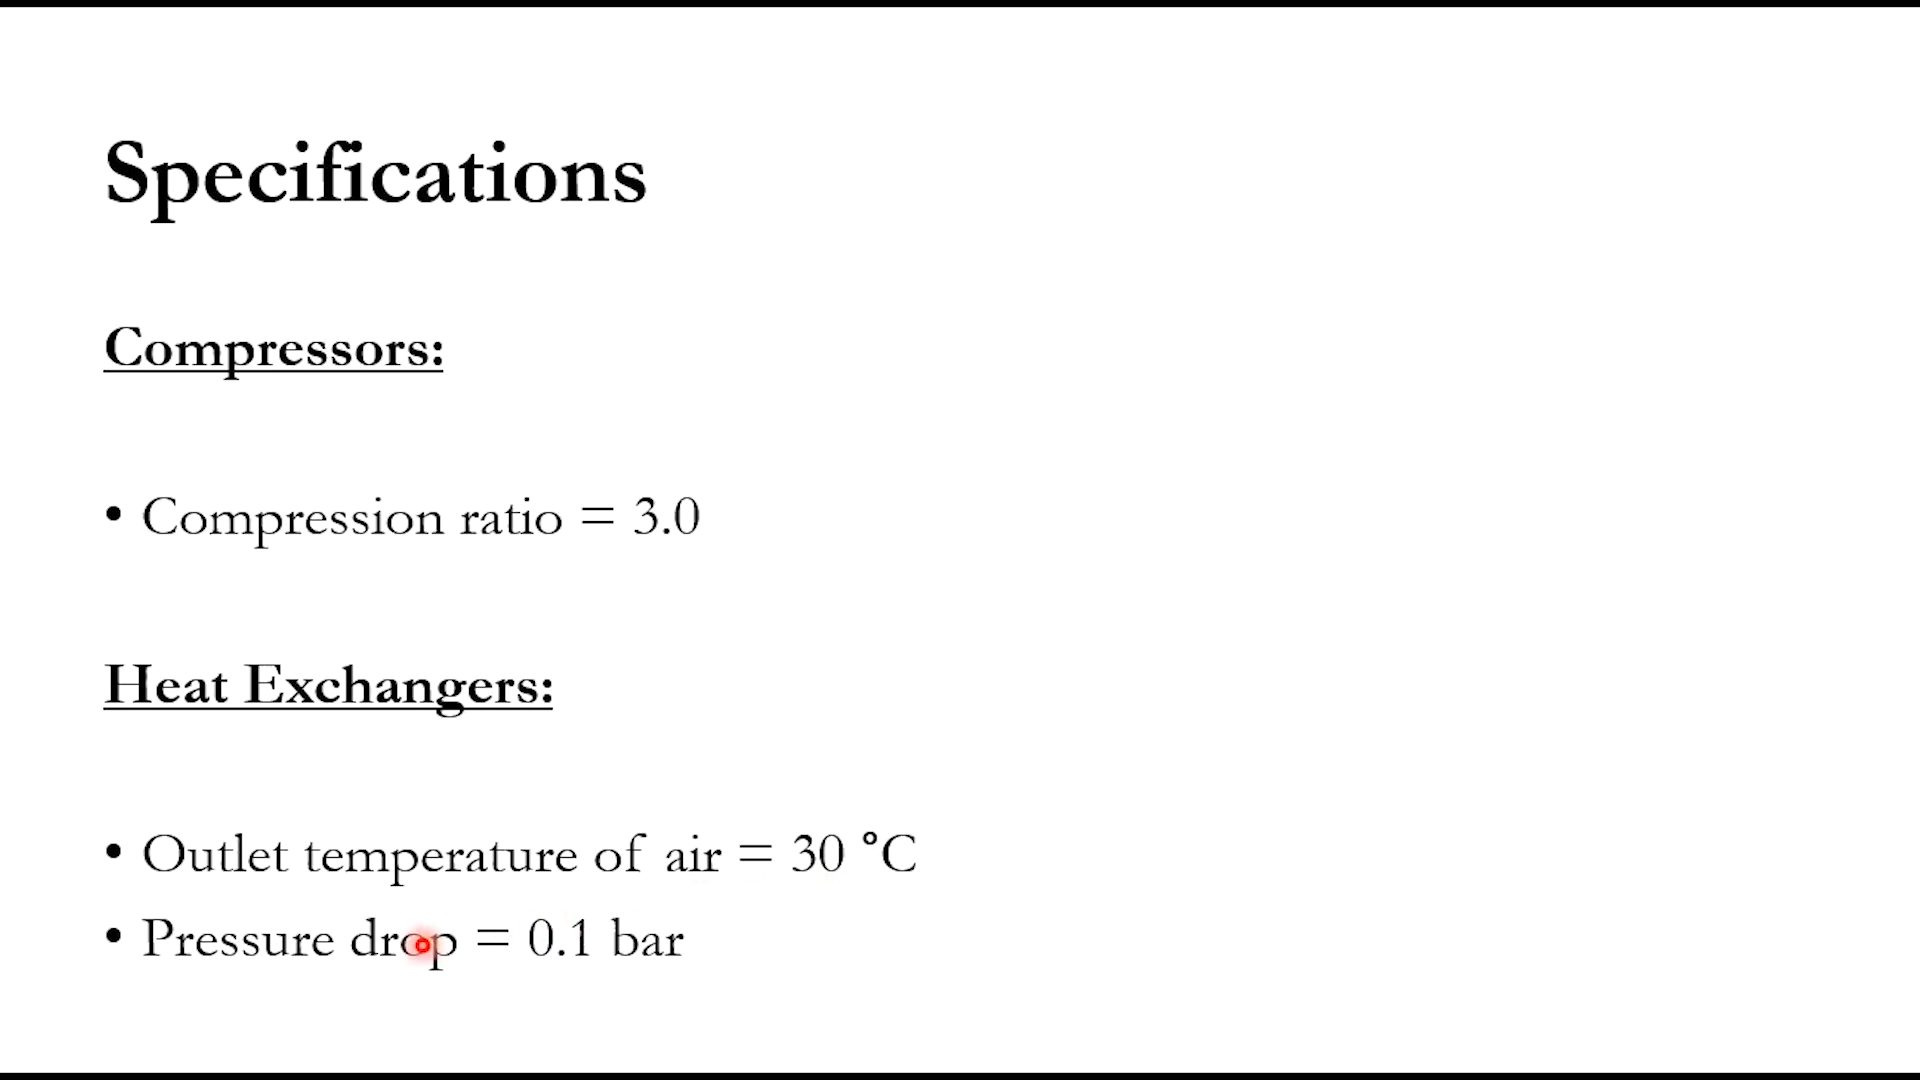 Specifications
Compressors:
• Compression ratio = 3.0
Heat Exchangers:
• Outlet temperature of air = 30 °C
• Pressure drop = 0.1 bar